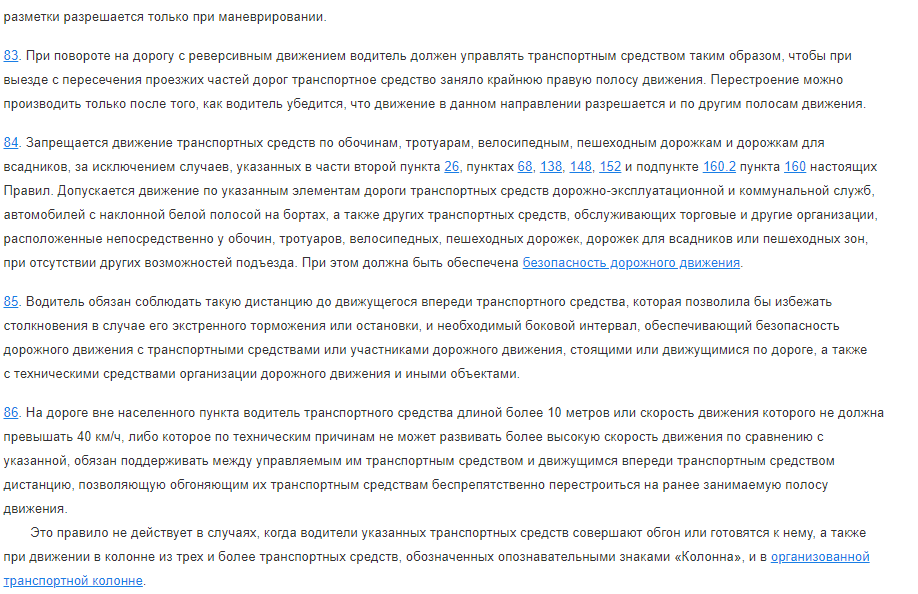 разметки разрешается только при маневрировании.
83. При повороте на дорогу с реверсивным движением водитель должен управлять транспортным средством таким образом, чтобы при
выезде с пересечения проезжих частей дорог транспортное средство заняло крайнюю правую полосу движения. Перестроение можно
производить только после того, как водитель убедится, что движение в данном направлении разрешается и по другим полосам движения.
84. Запрещается движение транспортных средств по обочинам, тротуарам, велосипедным, пешеходным дорожкам и дорожкам для
всадников, за исключением случаев, указанных в части второй пункта 26, пунктах 68, 138, 148, 152 и подпункте 160.2 пункта 160 настоящих
Правил. Допускается движение по указанным элементам дороги транспортных средств дорожно-эксплуатационной и коммунальной служб,
автомобилей с наклонной белой полосой на бортах, а также других транспортных средств, обслуживающих торговые и другие организации,
расположенные непосредственно у обочин, тротуаров, велосипедных, пешеходных дорожек, дорожек для всадников или пешеходных зон,
при отсутствии других возможностей подъезда. При этом должна быть обеспечена безопасность дорожного движения.
85. Водитель обязан соблюдать такую дистанцию до движущегося впереди транспортного средства, которая позволила бы избежать
столкновения в случае его экстренного торможения или остановки, и необходимый боковой интервал, обеспечивающий безопасность
дорожного движения с транспортными средствами или участниками дорожного движения, стоящими или движущимися по дороге, а также
с техническими средствами организации дорожного движения и иными объектами.
86. На дороге вне населенного пункта водитель транспортного средства длиной более 10 метров или скорость движения которого не должна
превышать 40 км/ч, либо которое по техническим причинам не может развивать более высокую скорость движения по сравнению с
указанной, обязан поддерживать между управляемым им транспортным средством и движущимся впереди транспортным средством
дистанцию, позволяющую обгоняющим их транспортным средствам беспрепятственно перестроиться на ранее занимаемую полосу
движения.
Это правило не действует в случаях, когда водители указанных транспортных средств совершают обгон или готовятся к нему, а также
при движении в колонне из трех и более транспортных средств, обозначенных опознавательными знаками «Колонна», и в организованной
транспортной колонне.